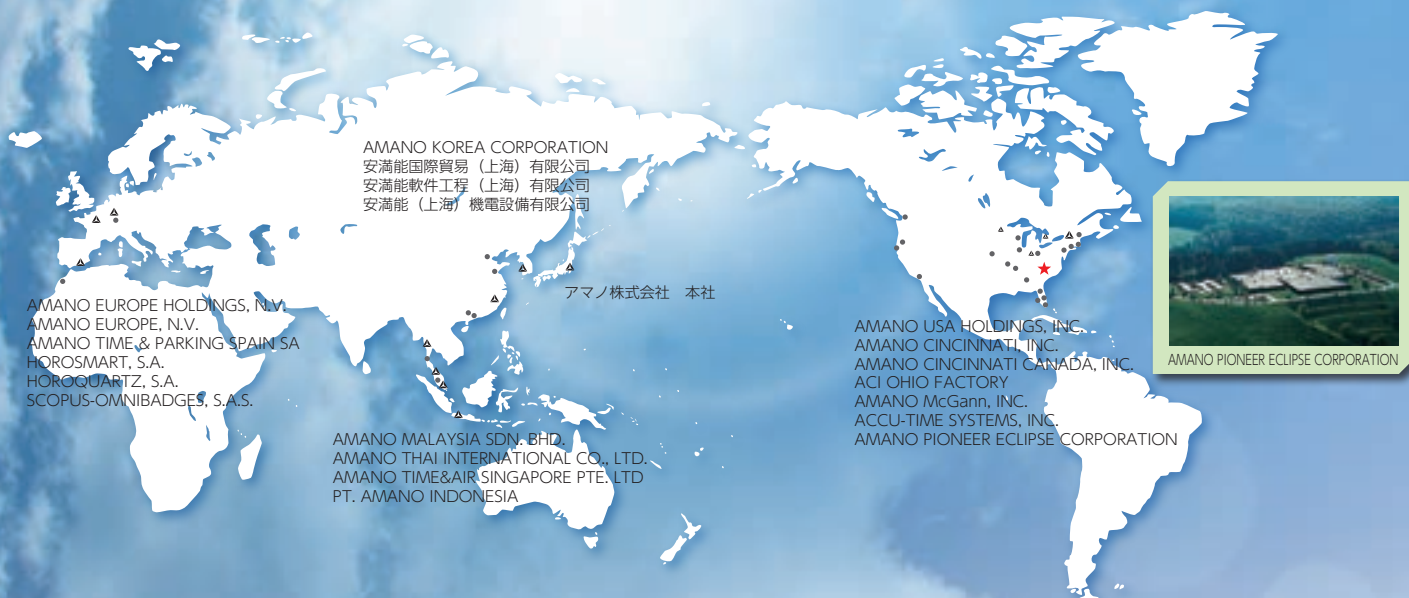 AMANO KOREA CORPORATION
安満能国際貿易（上海）有限公司
安満能軟件工程（上海）有限公司
安満能（上海）機電設備有限公司
アマノ株式会社　本社
AMANO EUROPE HOLDINGS, N.V.
AMANO EUROPE, N.V.
AMANO TIME & PARKING SPAIN SA
HOROSMART, S.A.
HOROQUARTZ, S.A.
SCOPUS-OMNIBADGES, S.A.S.
AMANO MALAYSIA SDN. BHD.
AMANO THAI INTERNATIONAL CO., LTD.
AMANO TIME&AIR SINGAPORE PTE. LTD
PT. AMANO INDONESIA
AMANO USA HOLDINGS, INC.
AMANO CINCINNATI, INC.
AMANO CINCINNATI CANADA, INC.
ACI OHIO FACTORY
AMANO McGann, INC.
ACCU-TIME SYSTEMS, INC.
AMANO PIONEER ECLIPSE CORPORATION
AMANO PIONEER ECLIPSE CORPORATION